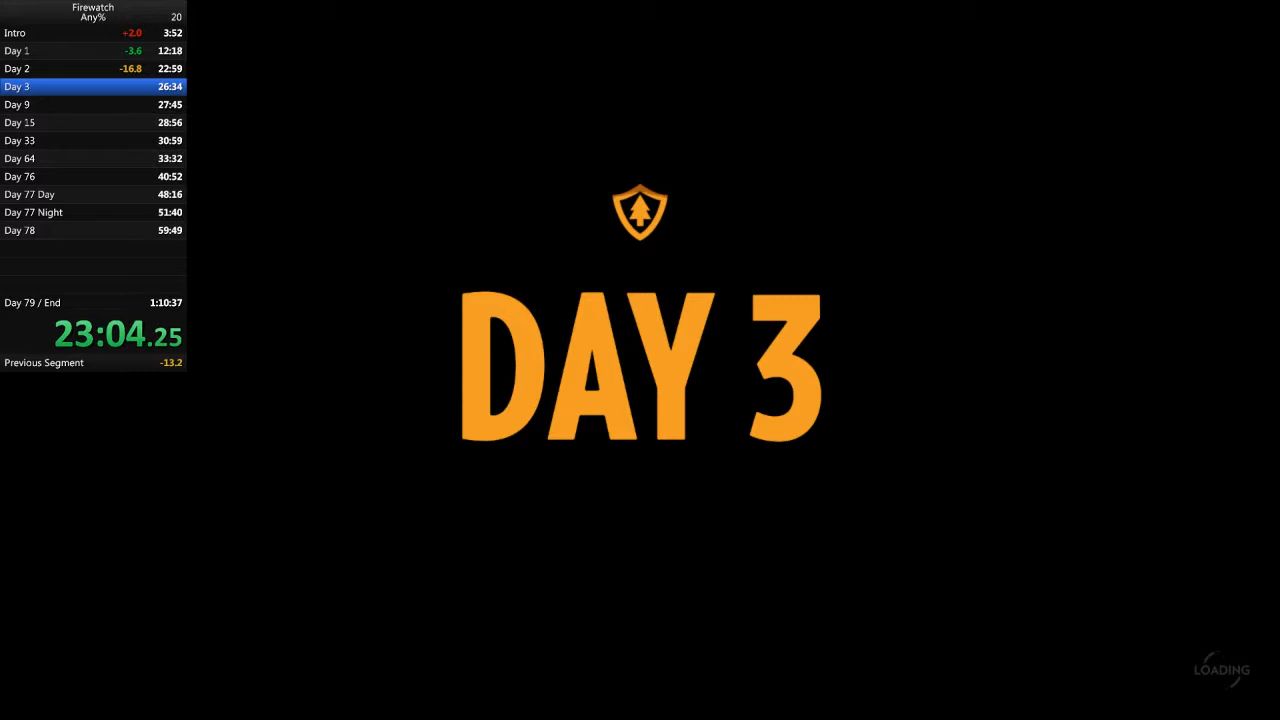 Firewatch
Any% 20
Intro +2.0 3:52
Day 1 -3.6 12:18
Day 2 -16.8 22:59
Day 3 26:34
Day 9 27:45
Day 15 28:56
Day 33 30:59
Day 64 33:32
Day 76 40:52
Day 77 Day 48:16
Day 77 Night 51:40
Day 78 59:49
Day 79 / End 1:10:37
23:04.25
Previous Segment -13.2
DAY 3
LOADING